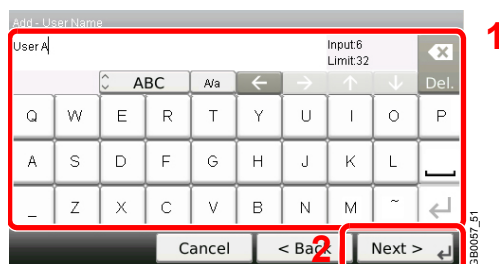 Add - User Name
1
User A
Input:6
Limit:32
ABC A/a ← → ↑ ↓ Del.
Q W E R T Y U I O P
A S D F G H J K L
_ Z X C V B N M ~
Cancel < Back Next >
2
GB0057_51